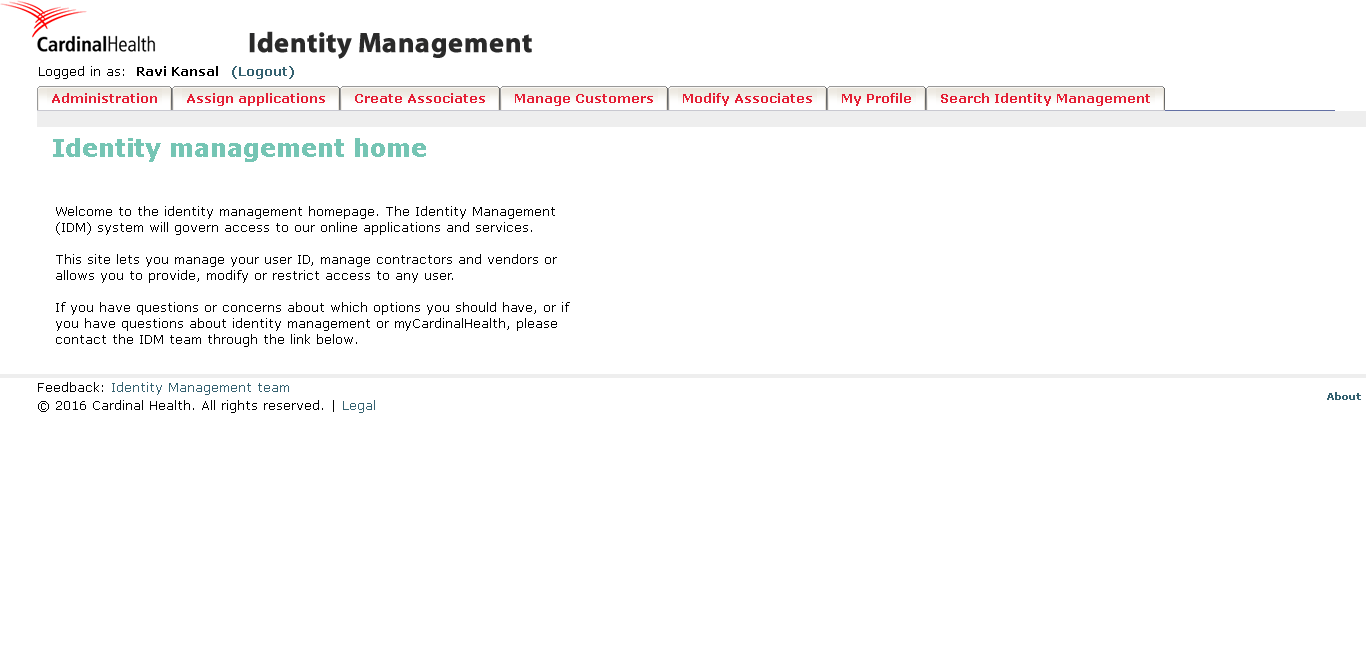 CardinalHealth
Identity Management
Logged in as: Ravi Kansal (Logout)
Administration Assign applications Create Associates Manage Customers Modify Associates My Profile Search Identity Management
Identity management home
Welcome to the identity management homepage. The Identity Management
(IDM) system will govern access to our online applications and services.
This site lets you manage your user ID, manage contractors and vendors or
allows you to provide, modify or restrict access to any user.
If you have questions or concerns about which options you should have, or if
you have questions about identity management or myCardinalHealth, please
contact the IDM team through the link below.
Feedback: Identity Management team
© 2016 Cardinal Health. All rights reserved. | Legal
About